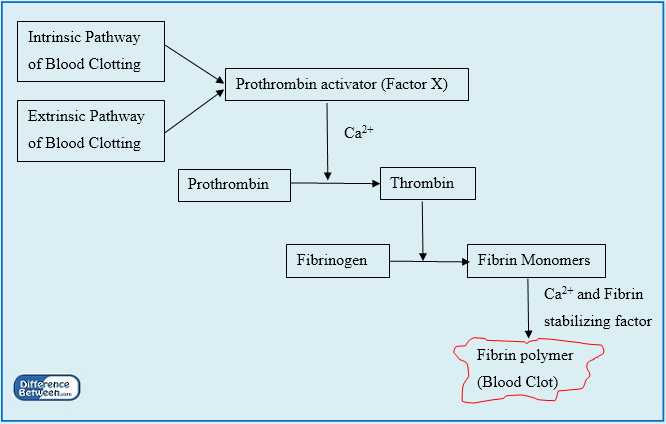 Intrinsic Pathway
of Blood Clotting
Prothrombin activator (Factor X)
Extrinsic Pathway
of Blood Clotting
Ca²⁺
Prothrombin
Thrombin
Fibrinogen
Fibrin Monomers
Ca²⁺ and Fibrin
stabilizing factor
Fibrin polymer
(Blood Clot)
Difference
Between.com